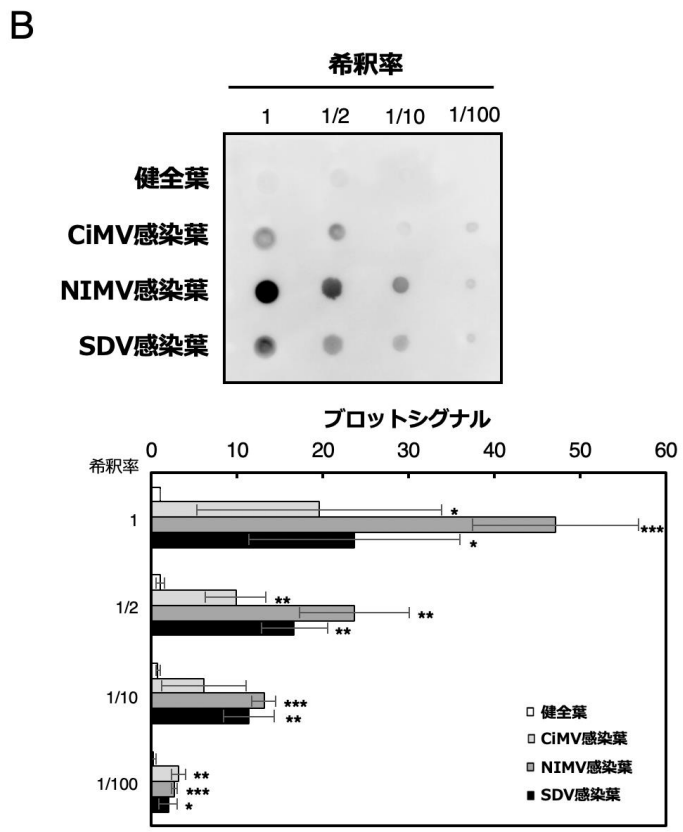 B
希釈率
1 1/2 1/10 1/100
健全葉
CiMV感染葉
NIMV感染葉
SDV感染葉
ブロットシグナル
0 10 20 30 40 50 60
希釈率
1
*
***
*
1/2
**
**
**
1/10
***
**
1/100
**
***
*
健全葉
CiMV感染葉
NIMV感染葉
SDV感染葉